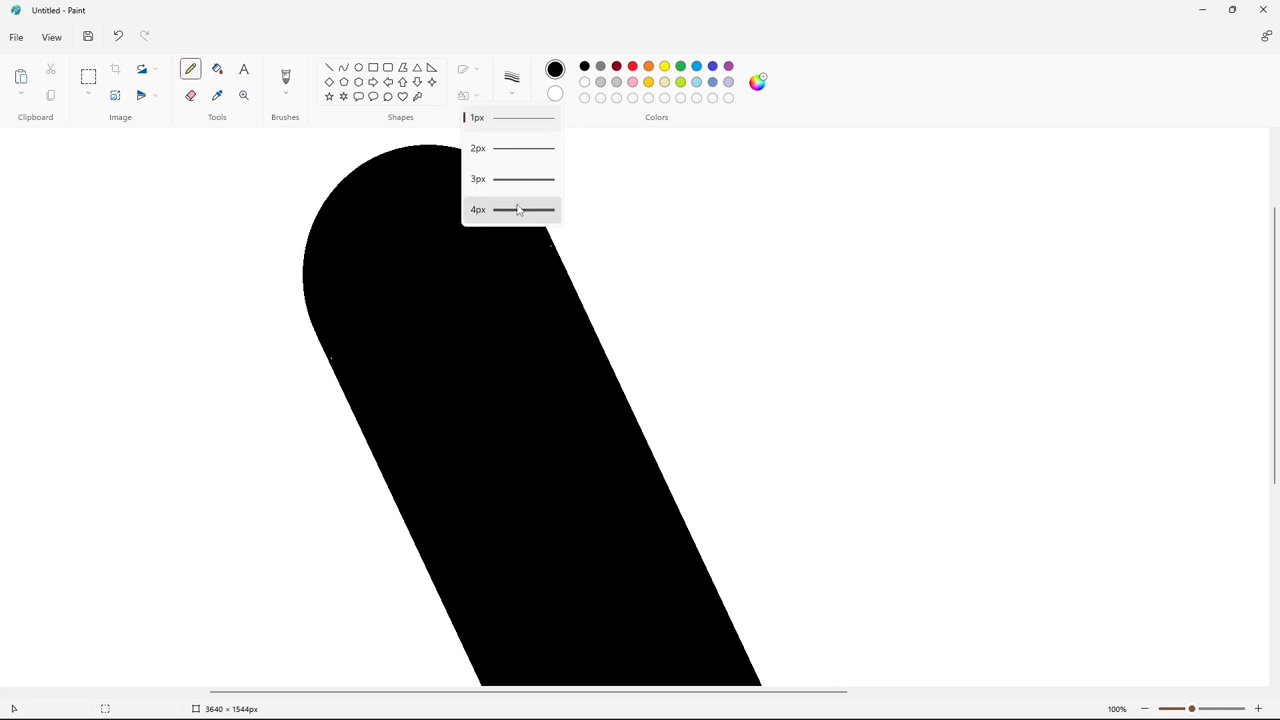 Untitled - Paint
File View
Clipboard
Image
Tools
Brushes
Shapes
Colors
1px
2px
3px
4px
3640 × 1544px
100%